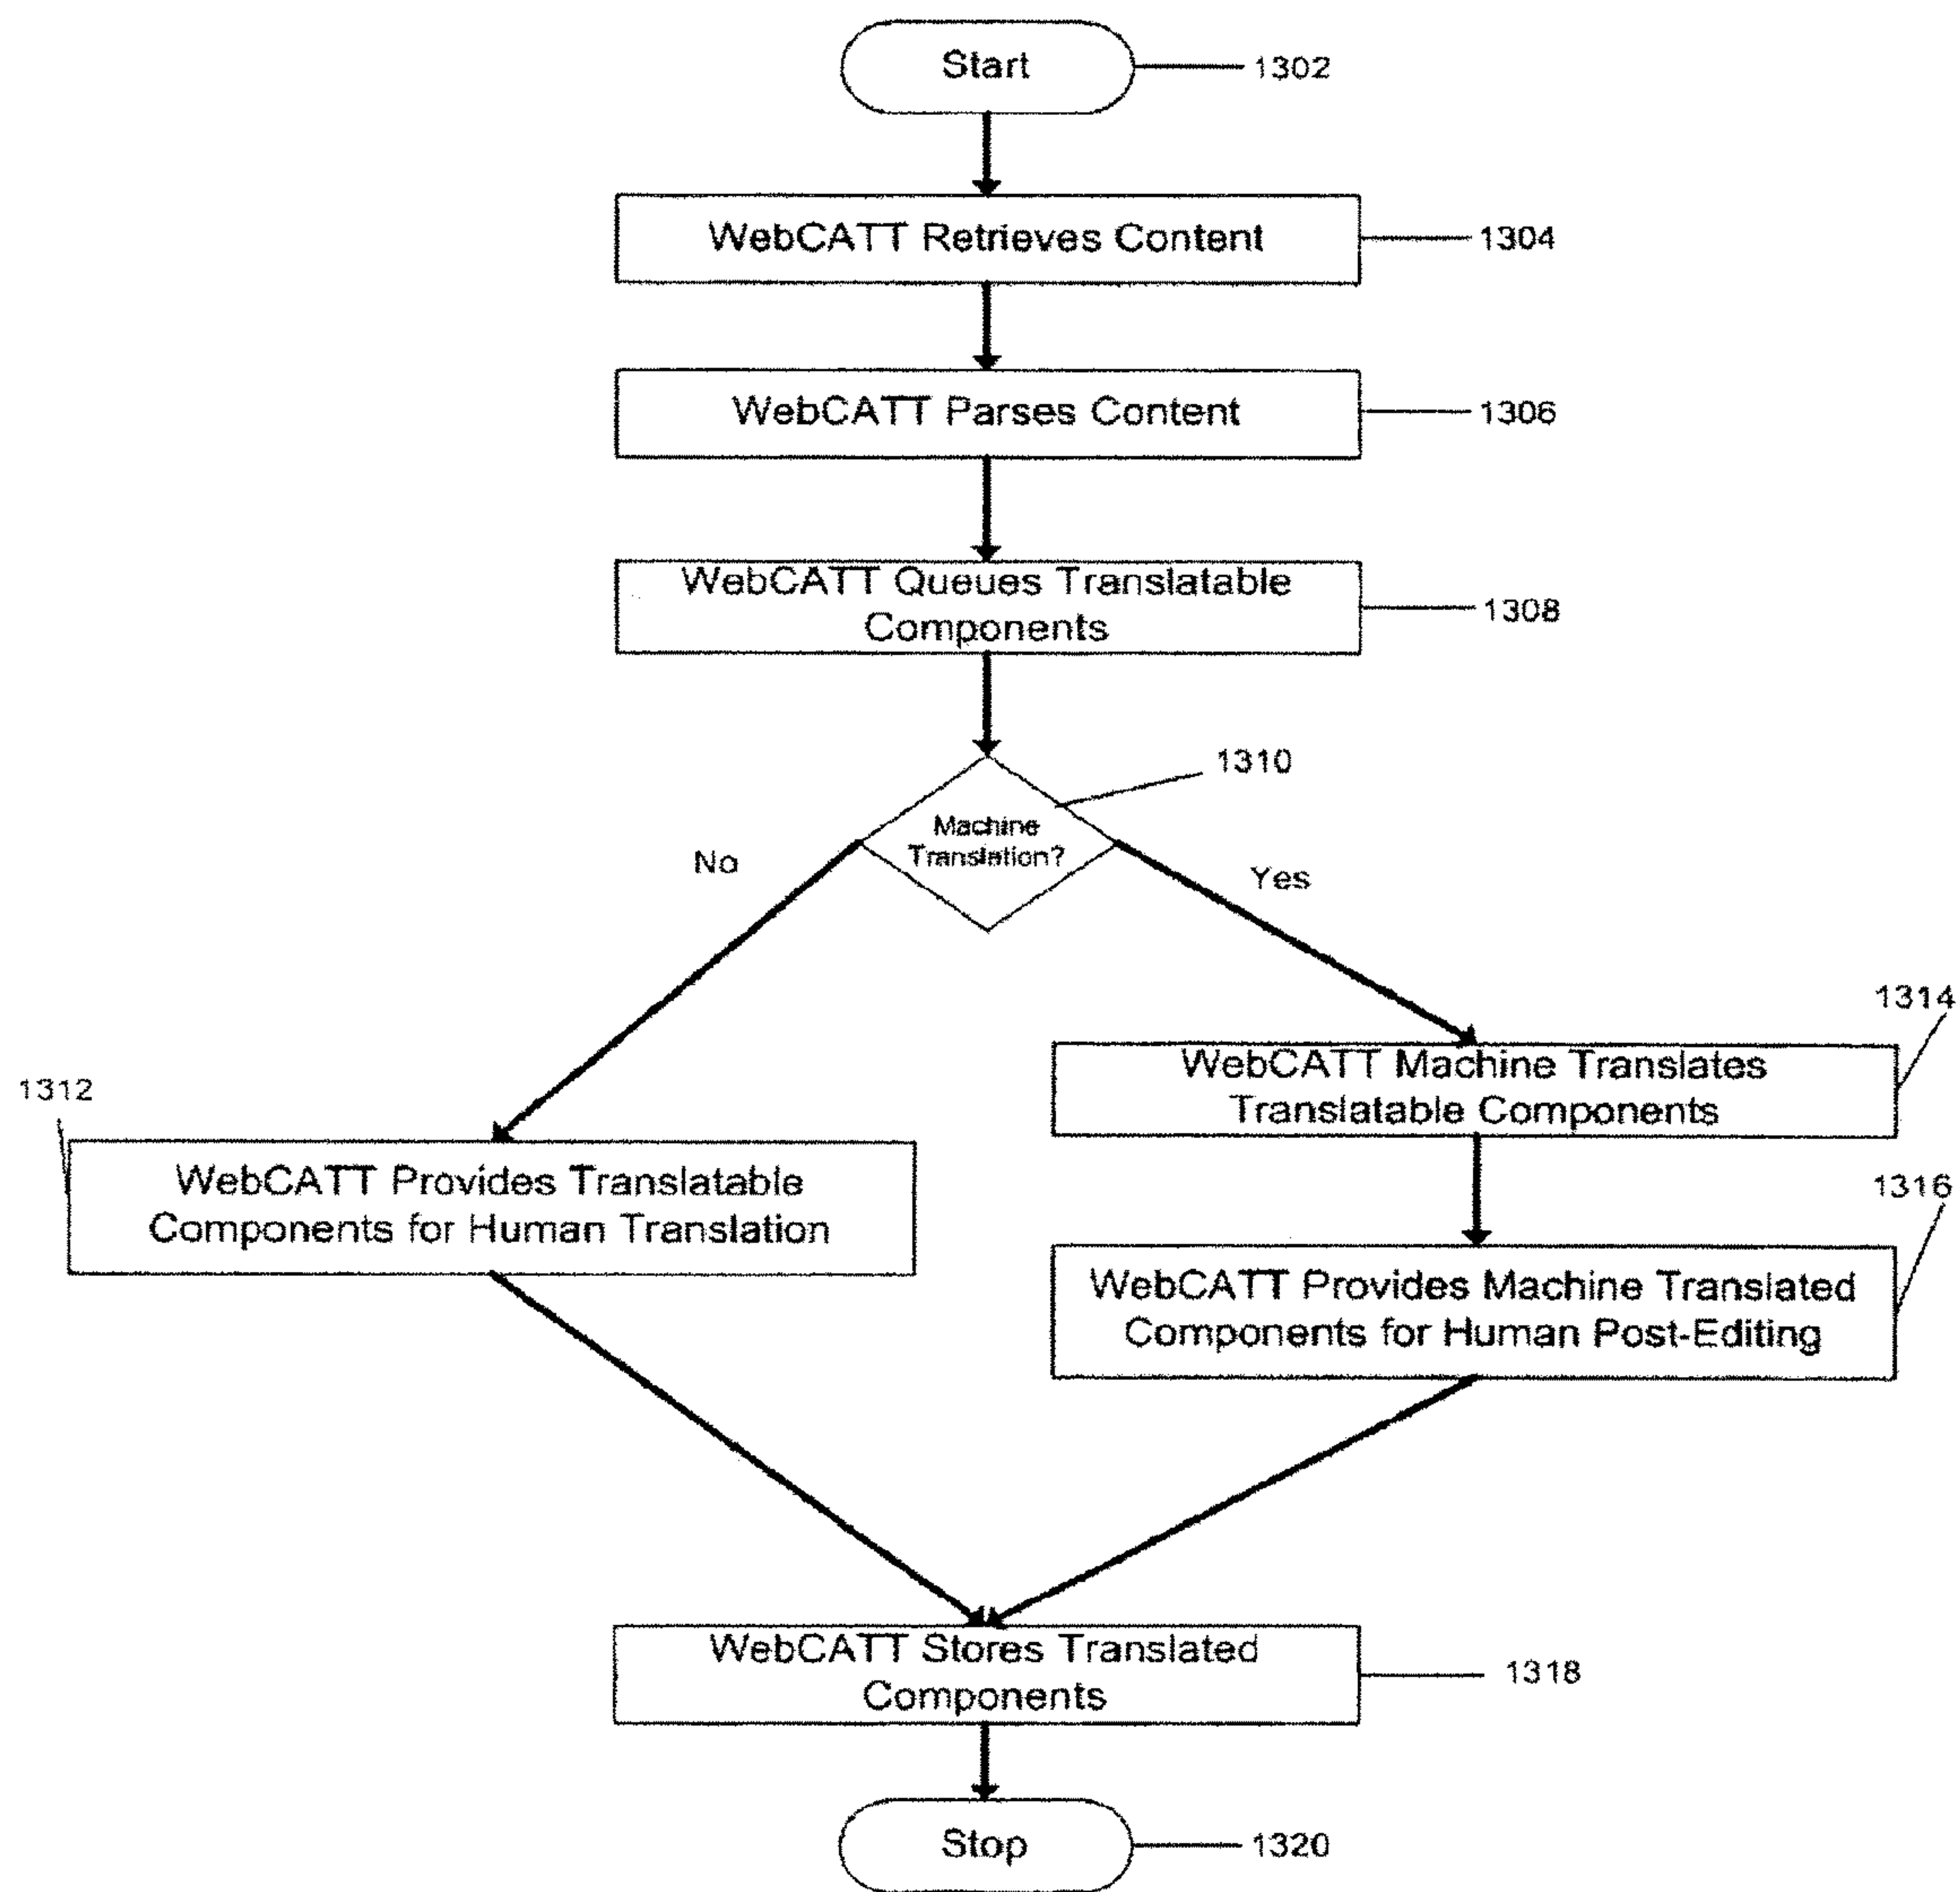 Start
1302
WebCATT Retrieves Content
1304
WebCATT Parses Content
1306
WebCATT Queues Translatable
Components
1308
1310
Machine
Translation?
No
Yes
1314
WebCATT Machine Translates
Translatable Components
1312
WebCATT Provides Translatable
Components for Human Translation
1316
WebCATT Provides Machine Translated
Components for Human Post-Editing
WebCATT Stores Translated
Components
1318
Stop
1320